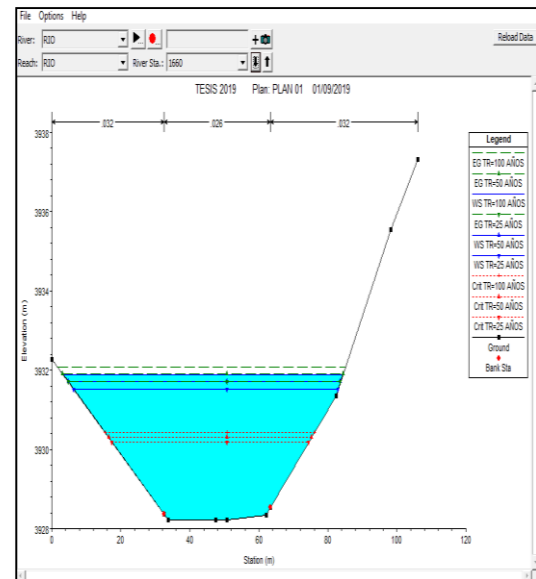 File Options Help
River: RIO + Reload Data
Reach: RIO River Sta.: 1660
TESIS 2019 Plan: PLAN 01 01/09/2019
.032 .026 .032
Legend
EG TR=100 AÑOS
EG TR=50 AÑOS
WS TR=100 AÑOS
EG TR=25 AÑOS
WS TR=50 AÑOS
WS TR=25 AÑOS
Crit TR=100 AÑOS
Crit TR=50 AÑOS
Crit TR=25 AÑOS
Ground
Bank Sta
Elevation (m)
3938
3936
3934
3932
3930
3928
0 20 40 60 80 100 120
Station (m)